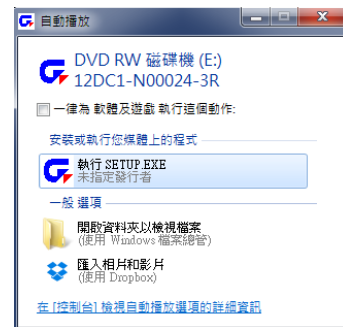 自動播放
DVD RW 磁碟機 (E:)
12DC1-N00024-3R
一律為 軟體及遊戲 執行這個動作:
安裝或執行您媒體上的程式
執行 SETUP.EXE
未指定發行者
一般 選項
開啟資料夾以檢視檔案
(使用 Windows 檔案總管)
匯入相片和影片
(使用 Dropbox)
在 [控制台] 檢視自動播放選項的詳細資訊